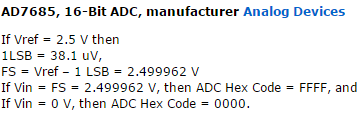 AD7685, 16-Bit ADC, manufacturer Analog Devices
If Vref = 2.5 V then
1LSB = 38.1 uV,
FS = Vref – 1 LSB = 2.499962 V
If Vin = FS = 2.499962 V, then ADC Hex Code = FFFF, and
If Vin = 0 V, then ADC Hex Code = 0000.